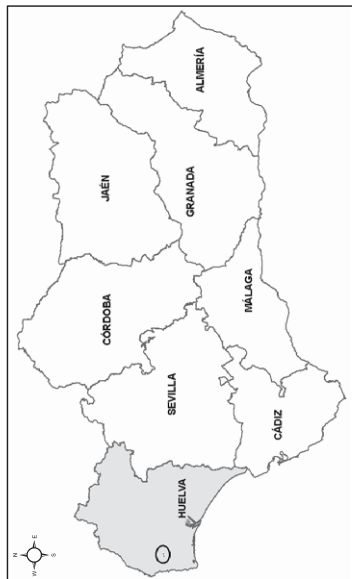 N
W E
S
JAÉN
CÓRDOBA
SEVILLA
HUELVA
GRANADA
ALMERÍA
MÁLAGA
CÁDIZ